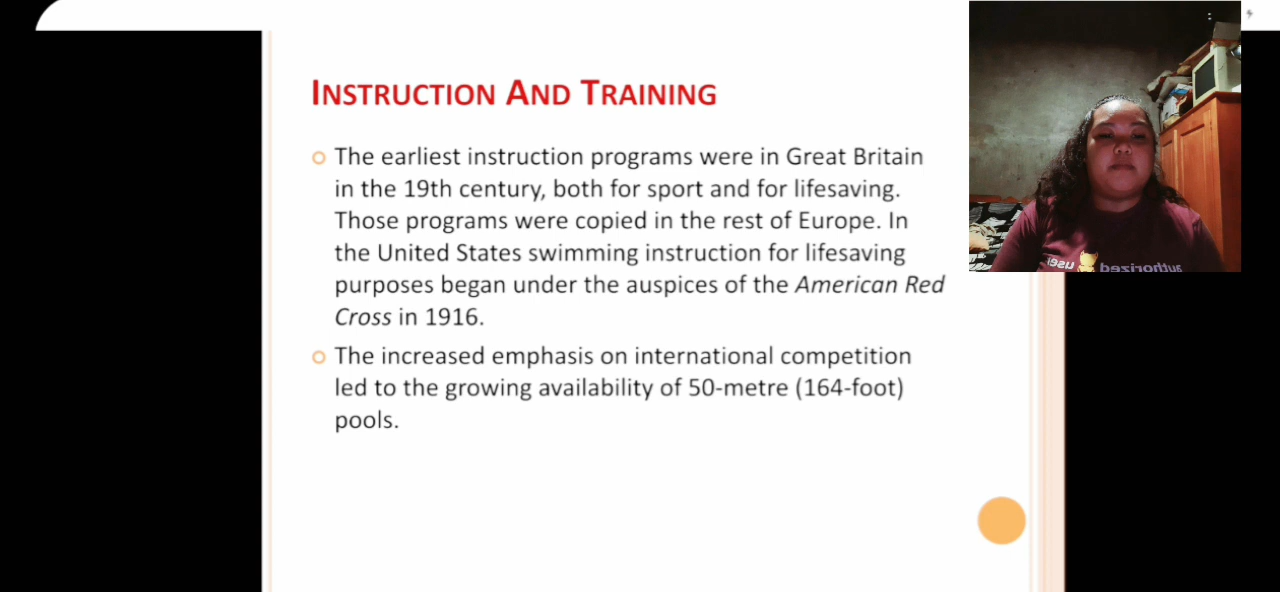 INSTRUCTION AND TRAINING
The earliest instruction programs were in Great Britain
in the 19th century, both for sport and for lifesaving.
Those programs were copied in the rest of Europe. In
the United States swimming instruction for lifesaving
purposes began under the auspices of the American Red
Cross in 1916.
The increased emphasis on international competition
led to the growing availability of 50-metre (164-foot)
pools.
authorized
user